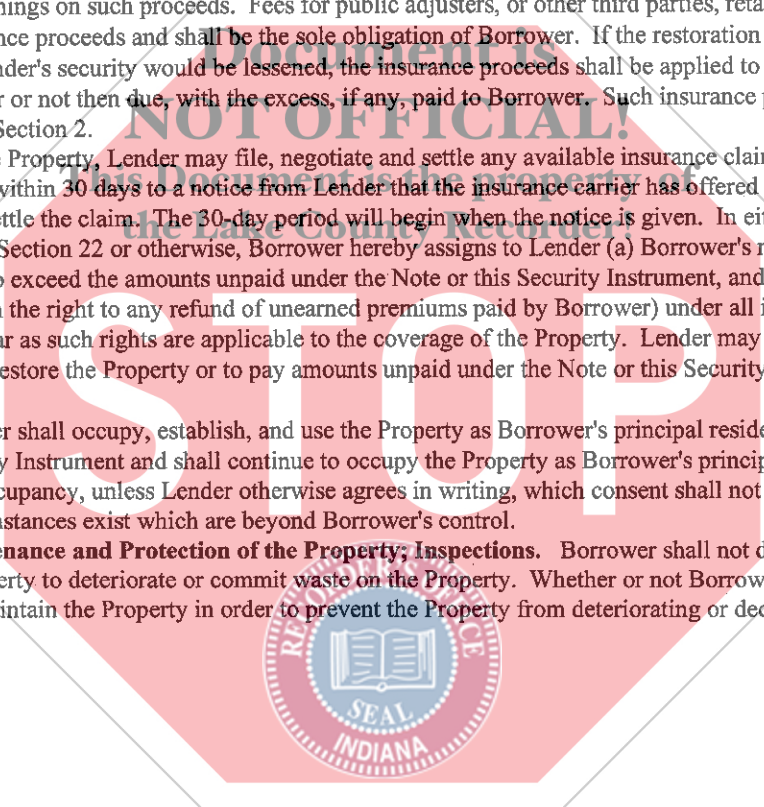 nings on such proceeds. Fees for public adjusters, or other third parties, reta
nce proceeds and shall be the sole obligation of Borrower. If the restoration
nder's security would be lessened, the insurance proceeds shall be applied to
r or not then due, with the excess, if any, paid to Borrower. Such insurance p
Section 2.
e Property, Lender may file, negotiate and settle any available insurance claim
within 30 days to a notice from Lender that the insurance carrier has offered
ettle the claim. The 30-day period will begin when the notice is given. In eit
Section 22 or otherwise, Borrower hereby assigns to Lender (a) Borrower's r
o exceed the amounts unpaid under the Note or this Security Instrument, and
n the right to any refund of unearned premiums paid by Borrower) under all i
ar as such rights are applicable to the coverage of the Property. Lender may
estore the Property or to pay amounts unpaid under the Note or this Security
er shall occupy, establish, and use the Property as Borrower's principal reside
y Instrument and shall continue to occupy the Property as Borrower's princip
cupancy, unless Lender otherwise agrees in writing, which consent shall not
nstances exist which are beyond Borrower's control.
enance and Protection of the Property; Inspections. Borrower shall not d
erty to deteriorate or commit waste on the Property. Whether or not Borrow
intain the Property in order to prevent the Property from deteriorating or dec
Document is
NOT OFFICIAL!
This Document is the property of
the Lake County Recorder!
STOP
RECORDER'S OFFICE
SEAL
INDIANA